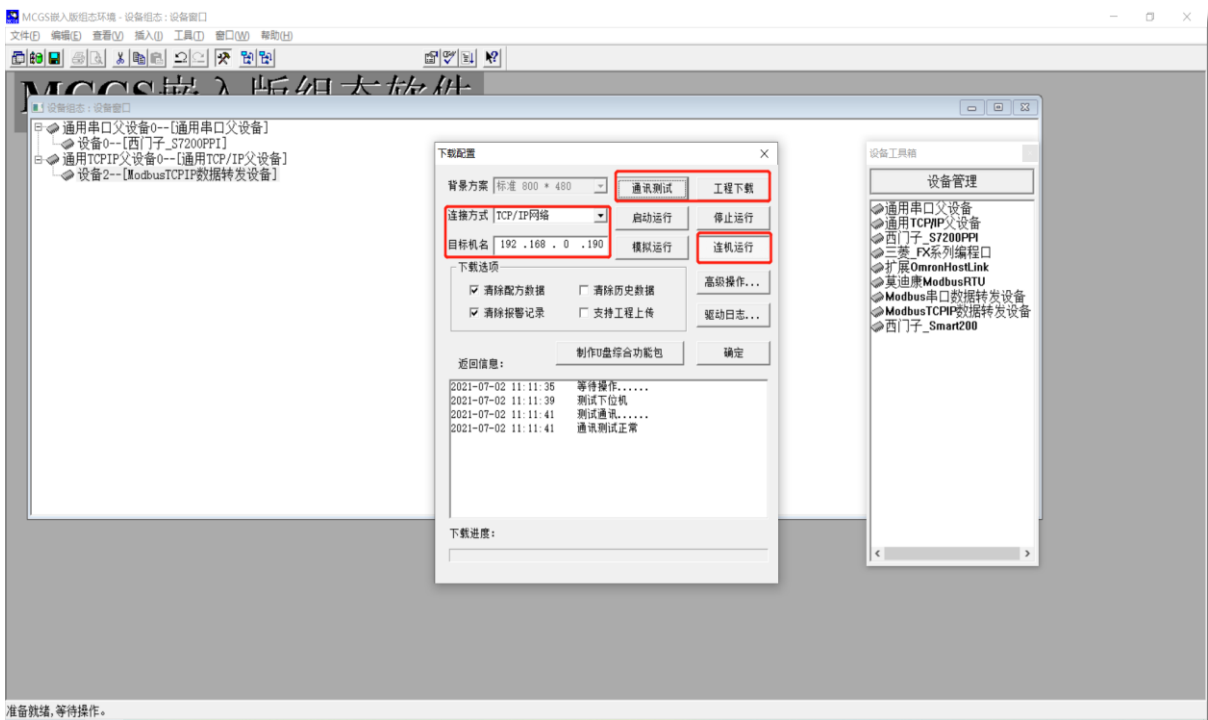 MCGS嵌入版组态环境 - 设备组态 : 设备窗口
文件(F) 编辑(E) 查看(V) 插入(I) 工具(T) 窗口(W) 帮助(H)
MCGS嵌入版组态软件
设备组态 : 设备窗口
通用串口父设备0--[通用串口父设备]
设备0--[西门子_S7200PPI]
通用TCPIP父设备0--[通用TCP/IP父设备]
设备2--[ModbusTCPIP数据转发设备]
下载配置
背景方案 标准 800 * 480 通讯测试 工程下载
连接方式 TCP/IP网络 启动运行 停止运行
目标机名 192 .168 . 0 .190 模拟运行 连机运行
下载选项
清除配方数据 清除历史数据 高级操作...
清除报警记录 支持工程上传 驱动日志...
制作U盘综合功能包 确定
返回信息:
2021-07-02 11:11:35 等待操作......
2021-07-02 11:11:39 测试下位机
2021-07-02 11:11:41 测试通讯......
2021-07-02 11:11:41 通讯测试正常
下载进度:
设备工具箱
设备管理
通用串口父设备
通用TCP/IP父设备
西门子_S7200PPI
三菱_FX系列编程口
扩展OmronHostLink
莫迪康ModbusRTU
Modbus串口数据转发设备
ModbusTCPIP数据转发设备
西门子_Smart200
准备就绪,等待操作。